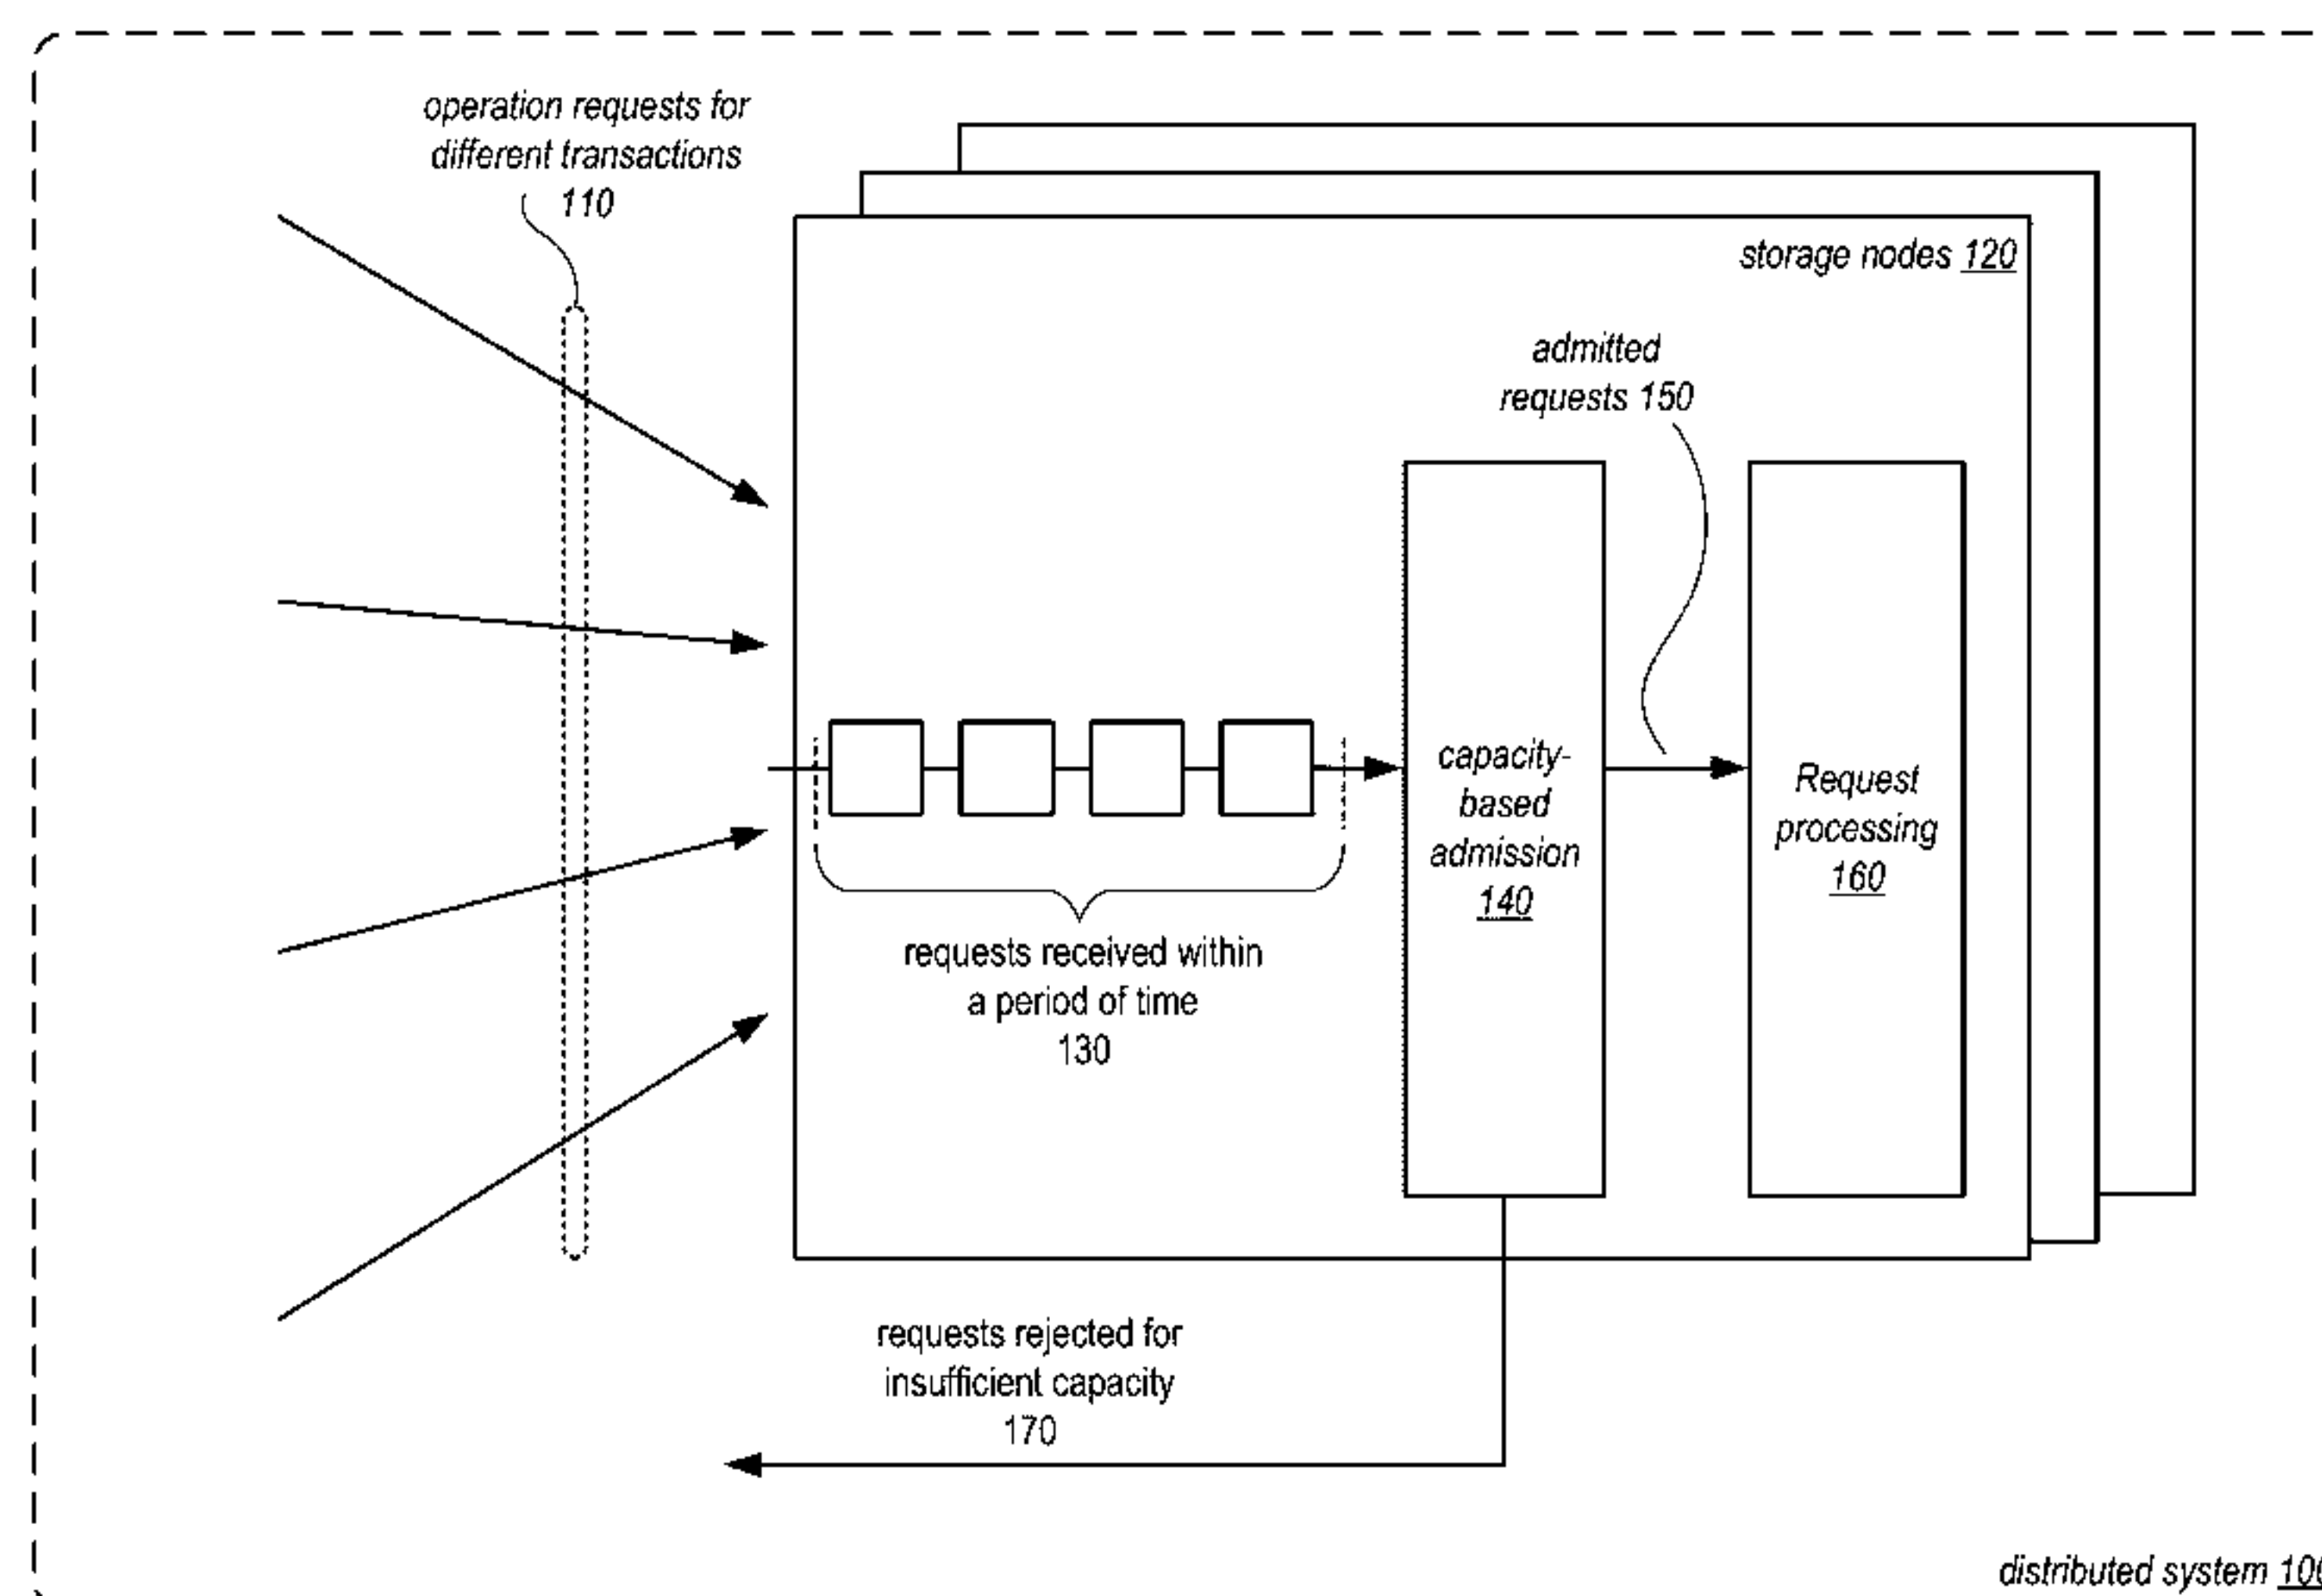 operation requests for
different transactions
110
storage nodes 120
admitted
requests 150
capacity-
based
admission
140
Request
processing
160
requests received within
a period of time
130
requests rejected for
insufficient capacity
170
distributed system 100